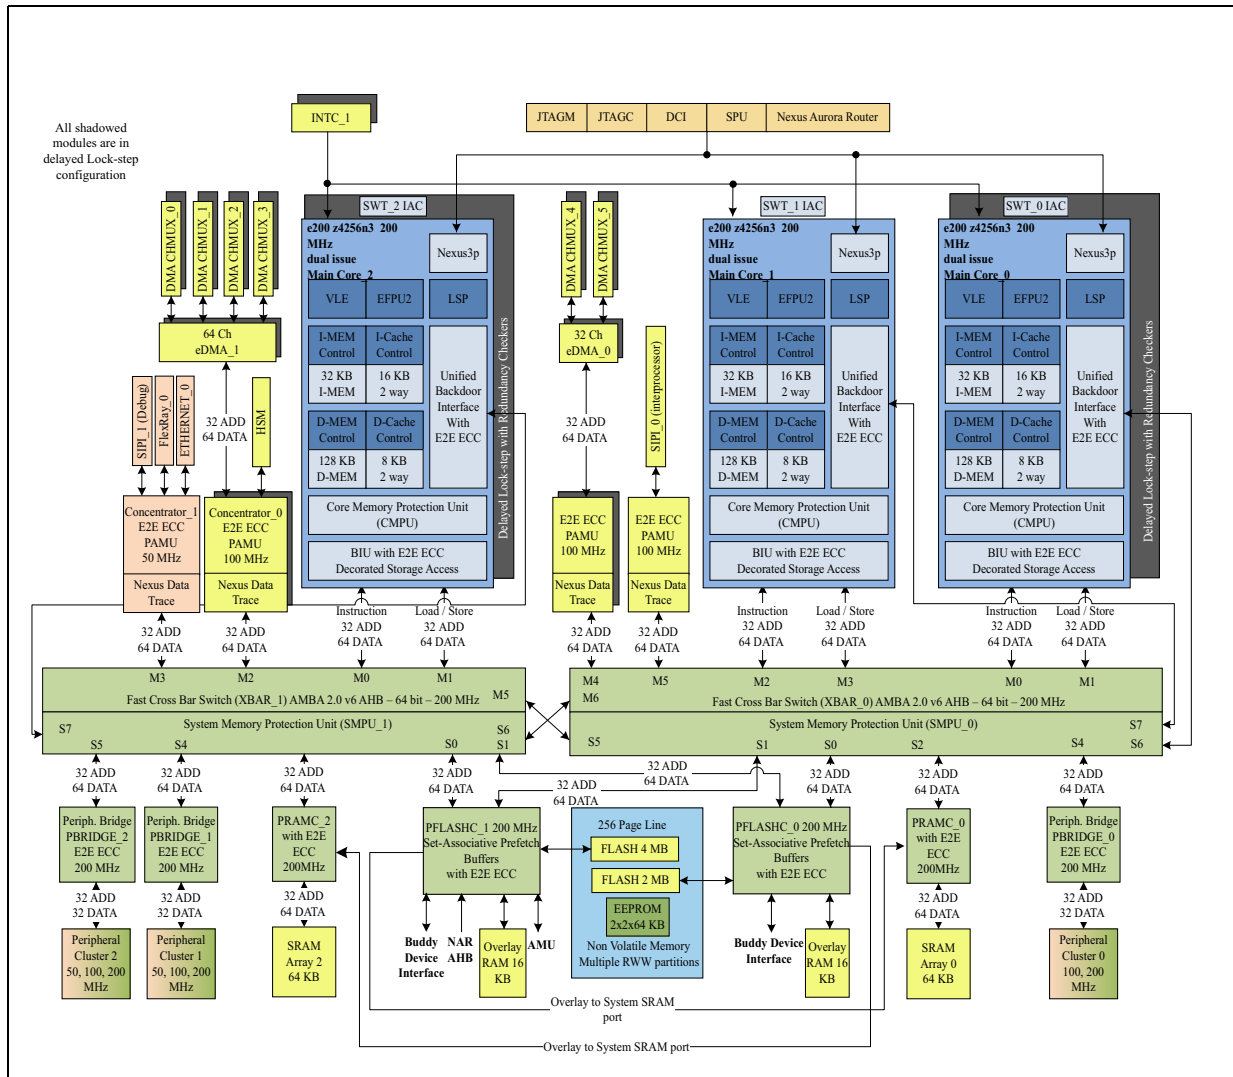 All shadowed
modules are in
delayed Lock-step
configuration
INTC_1
JTAGM
JTAGC
DCI
SPU
Nexus Aurora Router
DMA CHMUX_0
DMA CHMUX_1
DMA CHMUX_2
DMA CHMUX_3
64 Ch
eDMA_1
32 ADD
64 DATA
SIPI_1 (Debug)
FlexRay_0
ETHERNET_0
HSM
Concentrator_1
E2E ECC
PAMU
50 MHz
Nexus Data
Trace
Concentrator_0
E2E ECC
PAMU
100 MHz
Nexus Data
Trace
SWT_2 IAC
e200 z4256n3 200
MHz
dual issue
Main Core_2
Nexus3p
VLE
EFPU2
LSP
I-MEM
Control
I-Cache
Control
32 KB
I-MEM
16 KB
2 way
D-MEM
Control
D-Cache
Control
128 KB
D-MEM
8 KB
2 way
Unified
Backdoor
Interface
With
E2E ECC
Core Memory Protection Unit
(CMPU)
BIU with E2E ECC
Decorated Storage Access
Delayed Lock-step with Redundancy Checkers
DMA CHMUX_4
DMA CHMUX_5
32 Ch
eDMA_0
32 ADD
64 DATA
SIPI_0 (interprocessor)
E2E ECC
PAMU
100 MHz
Nexus Data
Trace
E2E ECC
PAMU
100 MHz
Nexus Data
Trace
SWT_1 IAC
e200 z4256n3 200
MHz
dual issue
Main Core_1
Nexus3p
VLE
EFPU2
LSP
I-MEM
Control
I-Cache
Control
32 KB
I-MEM
16 KB
2 way
D-MEM
Control
D-Cache
Control
128 KB
D-MEM
8 KB
2 way
Unified
Backdoor
Interface
With
E2E ECC
Core Memory Protection Unit
(CMPU)
BIU with E2E ECC
Decorated Storage Access
SWT_0 IAC
e200 z4256n3 200
MHz
dual issue
Main Core_0
Nexus3p
VLE
EFPU2
LSP
I-MEM
Control
I-Cache
Control
32 KB
I-MEM
16 KB
2 way
D-MEM
Control
D-Cache
Control
128 KB
D-MEM
8 KB
2 way
Unified
Backdoor
Interface
With
E2E ECC
Core Memory Protection Unit
(CMPU)
BIU with E2E ECC
Decorated Storage Access
Delayed Lock-step with Redundancy Checkers
32 ADD
64 DATA
32 ADD
64 DATA
Instruction
32 ADD
64 DATA
Load / Store
32 ADD
64 DATA
32 ADD
64 DATA
32 ADD
64 DATA
Instruction
32 ADD
64 DATA
Load / Store
32 ADD
64 DATA
Instruction
32 ADD
64 DATA
Load / Store
32 ADD
64 DATA
M3
M2
M0
M1
M5
Fast Cross Bar Switch (XBAR_1) AMBA 2.0 v6 AHB – 64 bit – 200 MHz
System Memory Protection Unit (SMPU_1)
S7
S5
S4
S0
S6
S1
M4
M6
M5
M2
M3
M0
M1
Fast Cross Bar Switch (XBAR_0) AMBA 2.0 v6 AHB – 64 bit – 200 MHz
System Memory Protection Unit (SMPU_0)
S5
S1
S0
S2
S4
S7
S6
32 ADD
64 DATA
32 ADD
64 DATA
32 ADD
64 DATA
32 ADD
64 DATA
32 ADD
64 DATA
32 ADD
64 DATA
32 ADD
64 DATA
32 ADD
64 DATA
32 ADD
64 DATA
Periph. Bridge
PBRIDGE_2
E2E ECC
200 MHz
Periph. Bridge
PBRIDGE_1
E2E ECC
200 MHz
PRAMC_2
with E2E
ECC
200MHz
PFLASHC_1 200 MHz
Set-Associative Prefetch
Buffers
with E2E ECC
256 Page Line
FLASH 4 MB
FLASH 2 MB
EEPROM
2x2x64 KB
Non Volatile Memory
Multiple RWW partitions
PFLASHC_0 200 MHz
Set-Associative Prefetch
Buffers
with E2E ECC
PRAMC_0
with E2E
ECC
200MHz
Periph. Bridge
PBRIDGE_0
E2E ECC
200 MHz
32 ADD
32 DATA
32 ADD
32 DATA
32 ADD
64 DATA
32 ADD
64 DATA
32 ADD
32 DATA
Peripheral
Cluster 2
50, 100, 200
MHz
Peripheral
Cluster 1
50, 100, 200
MHz
SRAM
Array 2
64 KB
Buddy
Device
Interface
NAR
AHB
Overlay
RAM 16
KB
AMU
Buddy Device
Interface
Overlay
RAM 16
KB
SRAM
Array 0
64 KB
Peripheral
Cluster 0
100, 200
MHz
Overlay to System SRAM
port
Overlay to System SRAM port